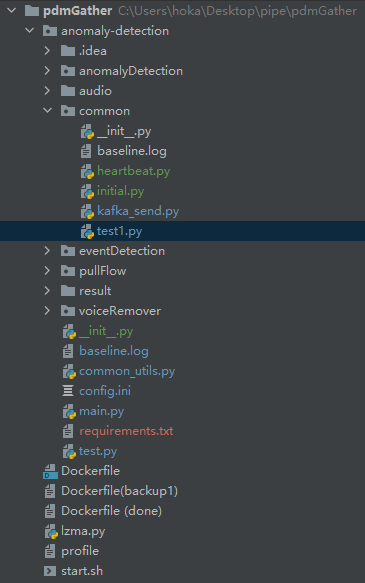 pdmGather C:\Users\hoka\Desktop\pipe\pdmGather
anomaly-detection
.idea
anomalyDetection
audio
common
__init__.py
baseline.log
heartbeat.py
initial.py
kafka_send.py
test1.py
eventDetection
pullFlow
result
voiceRemover
__init__.py
baseline.log
common_utils.py
config.ini
main.py
requirements.txt
test.py
Dockerfile
Dockerfile(backup1)
Dockerfile (done)
lzma.py
profile
start.sh